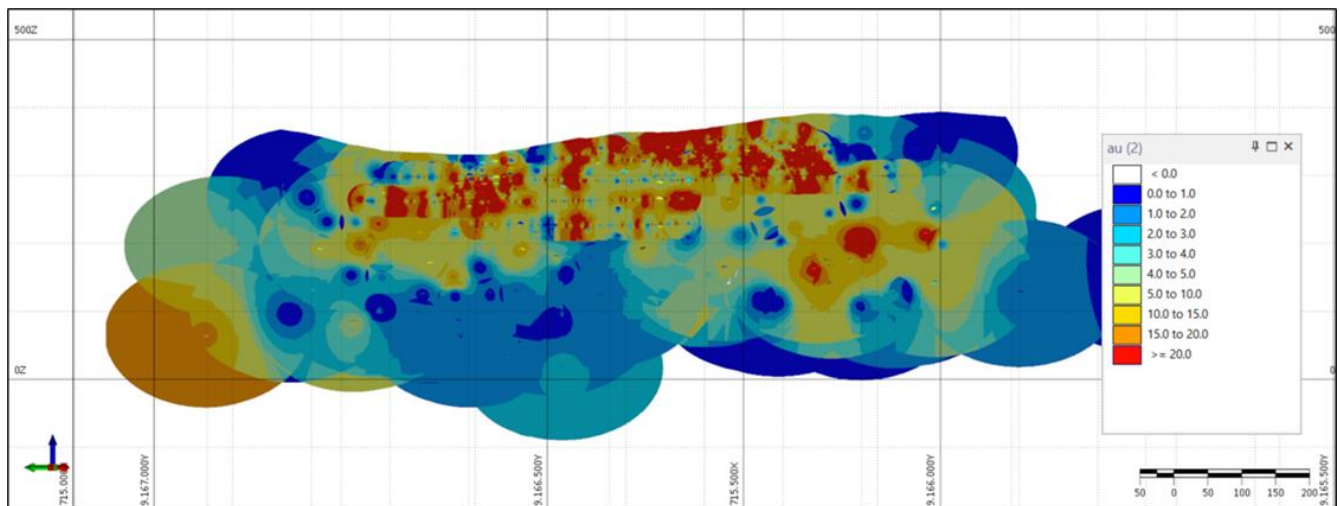 500Z
500
au (2)
< 0.0
0.0 to 1.0
1.0 to 2.0
2.0 to 3.0
3.0 to 4.0
4.0 to 5.0
5.0 to 10.0
10.0 to 15.0
15.0 to 20.0
>= 20.0
0Z
0
715.000
9.167.000Y
9.166.500Y
715.500X
9.166.000Y
9.165.500Y
50 0 50 100 150 200